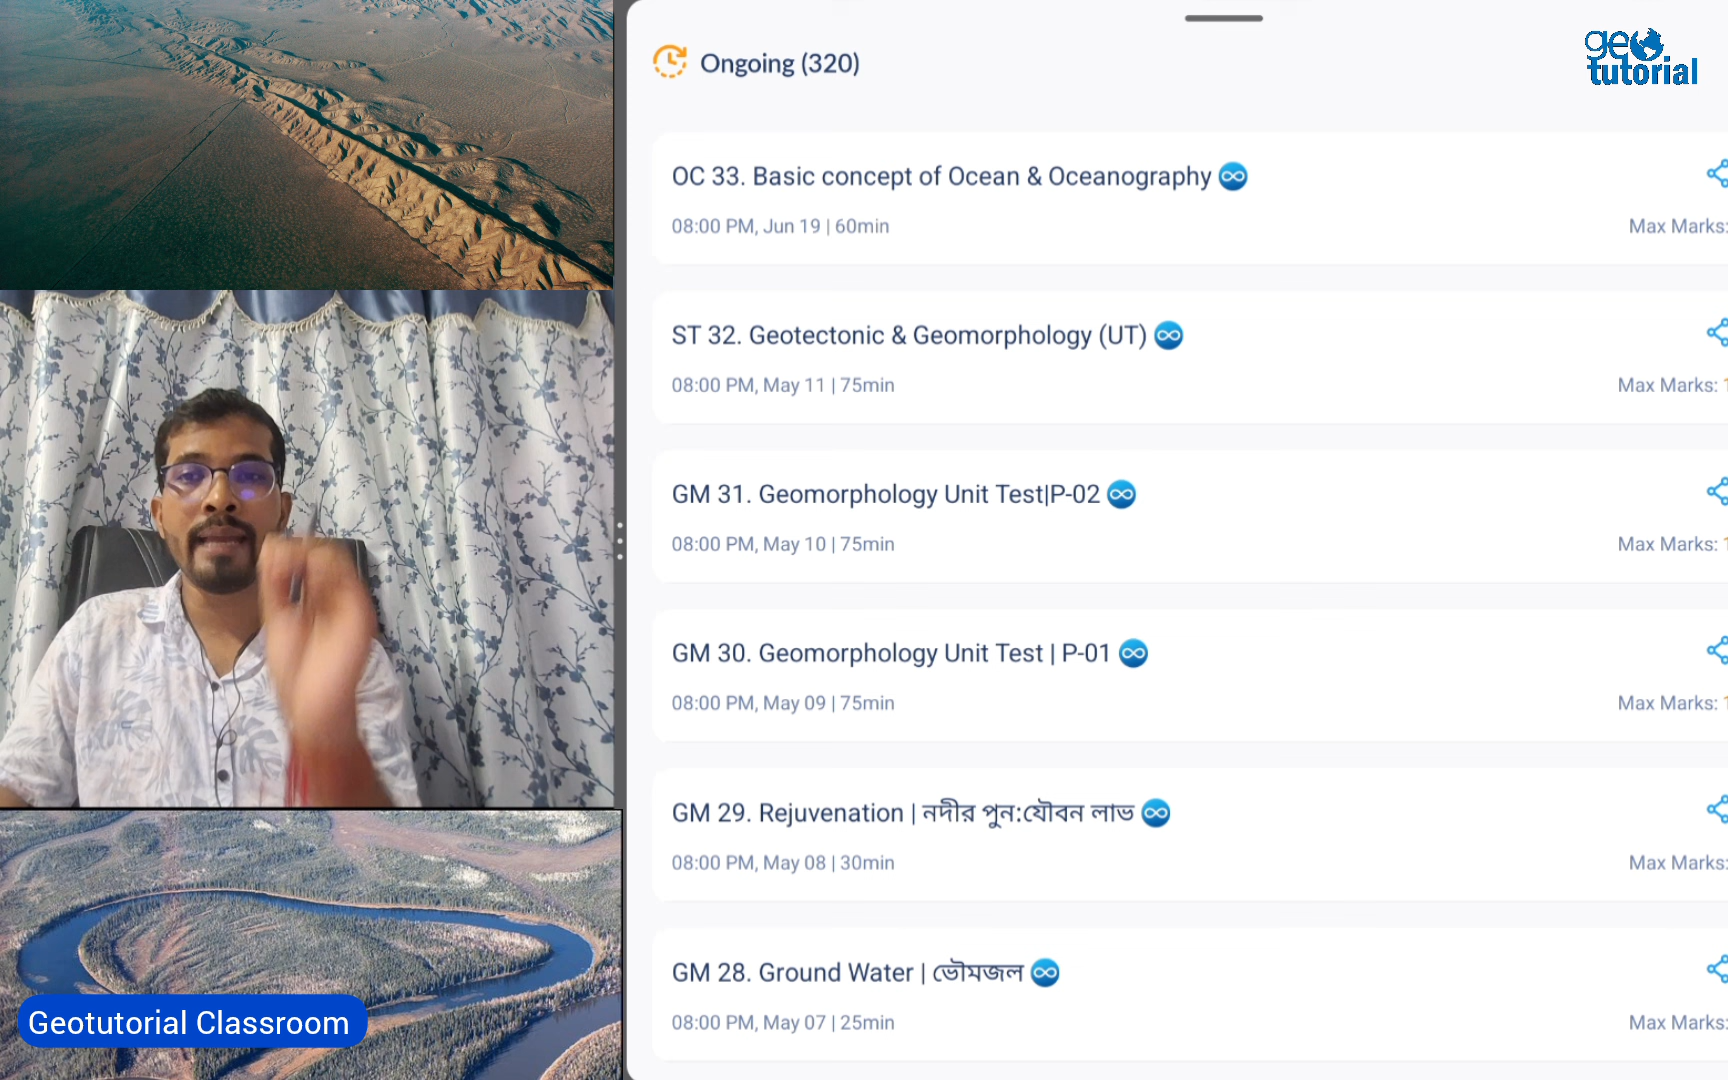 Ongoing (320)
geo
tutorial
OC 33. Basic concept of Ocean & Oceanography
08:00 PM, Jun 19 | 60min
Max Marks:
ST 32. Geotectonic & Geomorphology (UT)
08:00 PM, May 11 | 75min
Max Marks: 1
GM 31. Geomorphology Unit Test|P-02
08:00 PM, May 10 | 75min
Max Marks: 1
GM 30. Geomorphology Unit Test | P-01
08:00 PM, May 09 | 75min
Max Marks: 1
GM 29. Rejuvenation | নদীর পুন:যৌবন লাভ
08:00 PM, May 08 | 30min
Max Marks:
GM 28. Ground Water | ভৌমজল
08:00 PM, May 07 | 25min
Max Marks:
Geotutorial Classroom